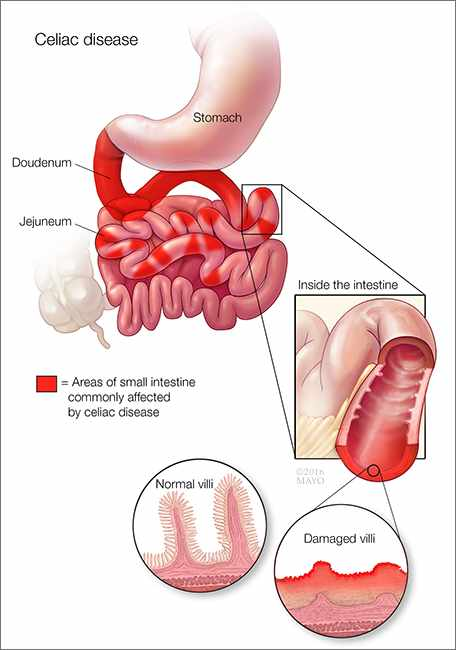 Celiac disease
Stomach
Doudenum
Jejuneum
Inside the intestine
= Areas of small intestine
commonly affected
by celiac disease
©2016
MAYO
Normal villi
Damaged villi